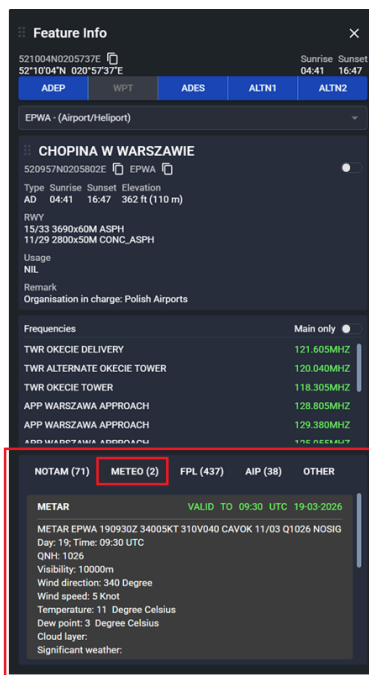 Feature Info
521004N0205737E
52°10'04"N 020°57'37"E
Sunrise Sunset
04:41 16:47
ADEP WPT ADES ALTN1 ALTN2
EPWA - (Airport/Heliport)
CHOPINA W WARSZAWIE
520957N0205802E EPWA
Type Sunrise Sunset Elevation
AD 04:41 16:47 362 ft (110 m)
RWY
15/33 3690x60M ASPH
11/29 2800x50M CONC_ASPH
Usage
NIL
Remark
Organisation in charge: Polish Airports
Frequencies Main only
TWR OKECIE DELIVERY 121.605MHZ
TWR ALTERNATE OKECIE TOWER 120.040MHZ
TWR OKECIE TOWER 118.305MHZ
APP WARSZAWA APPROACH 128.805MHZ
APP WARSZAWA APPROACH 129.380MHZ
APP WARSZAWA APPROACH 125.055MHZ
NOTAM (71) METEO (2) FPL (437) AIP (38) OTHER
METAR VALID TO 09:30 UTC 19-03-2026
METAR EPWA 190930Z 34005KT 310V040 CAVOK 11/03 Q1026 NOSIG
Day: 19; Time: 09:30 UTC
QNH: 1026
Visibility: 10000m
Wind direction: 340 Degree
Wind speed: 5 Knot
Temperature: 11 Degree Celsius
Dew point: 3 Degree Celsius
Cloud layer:
Significant weather: